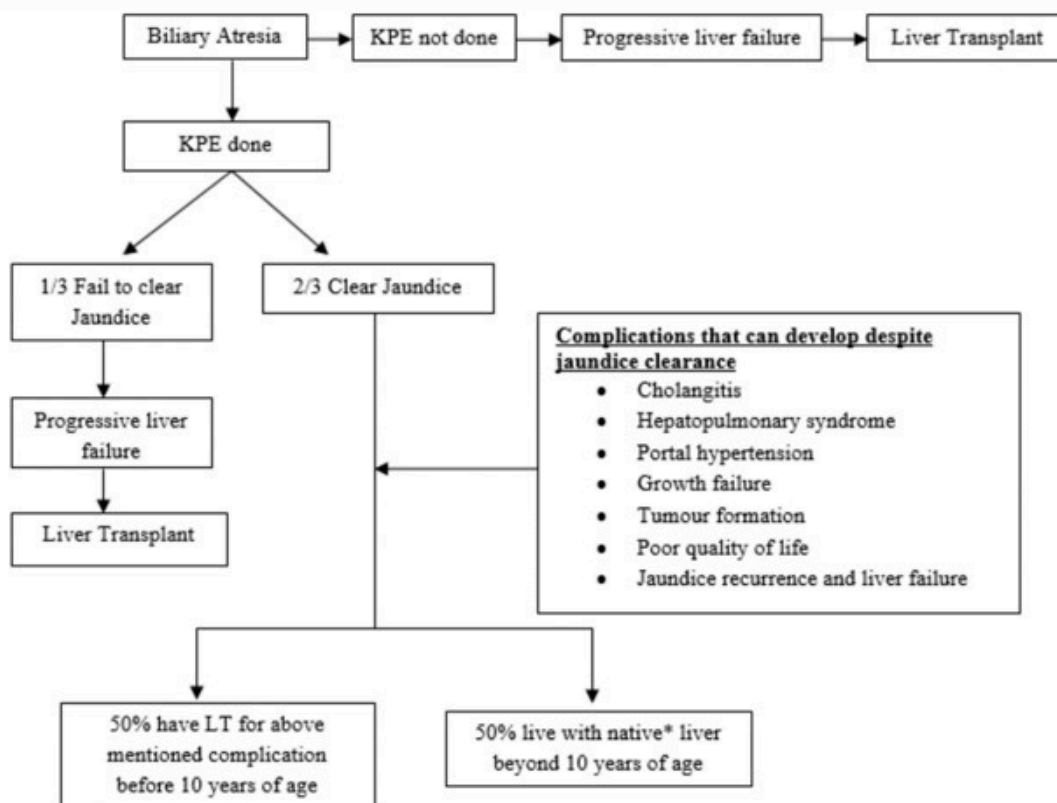 Biliary Atresia
KPE not done
Progressive liver failure
Liver Transplant
KPE done
1/3 Fail to clear
Jaundice
2/3 Clear Jaundice
Complications that can develop despite
jaundice clearance
• Cholangitis
• Hepatopulmonary syndrome
• Portal hypertension
• Growth failure
• Tumour formation
• Poor quality of life
• Jaundice recurrence and liver failure
Progressive liver
failure
Liver Transplant
50% have LT for above
mentioned complication
before 10 years of age
50% live with native* liver
beyond 10 years of age